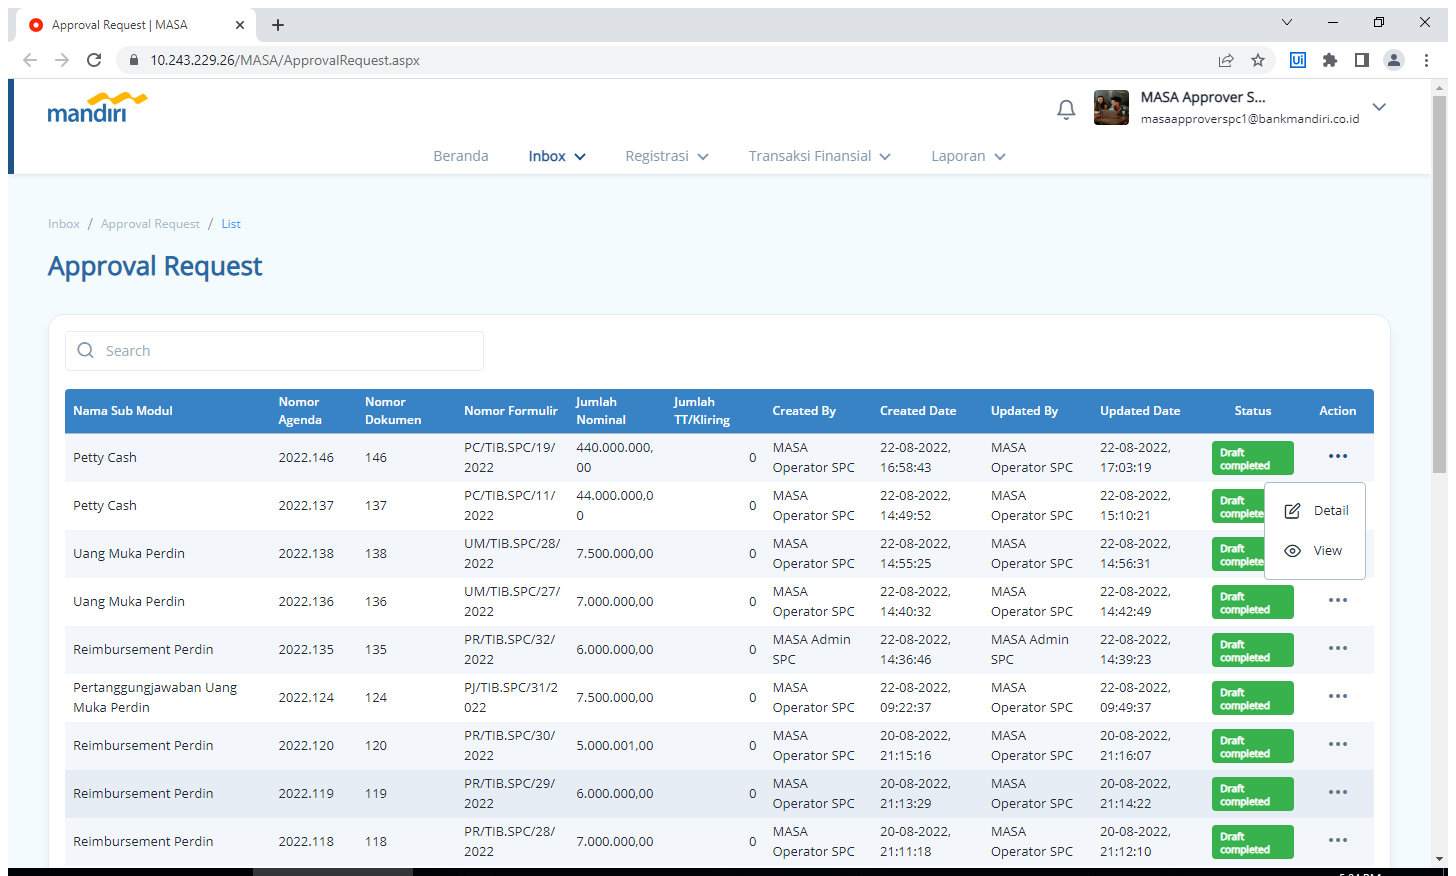 Approval Request | MASA
10.243.229.26/MASA/ApprovalRequest.aspx
Ui
mandiri
MASA Approver S...
masaapproverspc1@bankmandiri.co.id
Beranda Inbox Registrasi Transaksi Finansial Laporan
Inbox / Approval Request / List
Approval Request
Search
Nama Sub Modul Nomor Agenda Nomor Dokumen Nomor Formulir Jumlah Nominal Jumlah TT/Kliring Created By Created Date Updated By Updated Date Status Action
Petty Cash 2022.146 146 PC/TIB.SPC/19/2022 440.000.000,00 0 MASA Operator SPC 22-08-2022, 16:58:43 MASA Operator SPC 22-08-2022, 17:03:19 Draft completed
Petty Cash 2022.137 137 PC/TIB.SPC/11/2022 44.000.000,00 0 MASA Operator SPC 22-08-2022, 14:49:52 MASA Operator SPC 22-08-2022, 15:10:21 Draft complete
Detail
Uang Muka Perdin 2022.138 138 UM/TIB.SPC/28/2022 7.500.000,00 0 MASA Operator SPC 22-08-2022, 14:55:25 MASA Operator SPC 22-08-2022, 14:56:31 Draft complete
View
Uang Muka Perdin 2022.136 136 UM/TIB.SPC/27/2022 7.000.000,00 0 MASA Operator SPC 22-08-2022, 14:40:32 MASA Operator SPC 22-08-2022, 14:42:49 Draft completed
Reimbursement Perdin 2022.135 135 PR/TIB.SPC/32/2022 6.000.000,00 0 MASA Admin SPC 22-08-2022, 14:36:46 MASA Admin SPC 22-08-2022, 14:39:23 Draft completed
Pertanggungjawaban Uang Muka Perdin 2022.124 124 PJ/TIB.SPC/31/2022 7.500.000,00 0 MASA Operator SPC 22-08-2022, 09:22:37 MASA Operator SPC 22-08-2022, 09:49:37 Draft completed
Reimbursement Perdin 2022.120 120 PR/TIB.SPC/30/2022 5.000.001,00 0 MASA Operator SPC 20-08-2022, 21:15:16 MASA Operator SPC 20-08-2022, 21:16:07 Draft completed
Reimbursement Perdin 2022.119 119 PR/TIB.SPC/29/2022 6.000.000,00 0 MASA Operator SPC 20-08-2022, 21:13:29 MASA Operator SPC 20-08-2022, 21:14:22 Draft completed
Reimbursement Perdin 2022.118 118 PR/TIB.SPC/28/2022 7.000.000,00 0 MASA Operator SPC 20-08-2022, 21:11:18 MASA Operator SPC 20-08-2022, 21:12:10 Draft completed